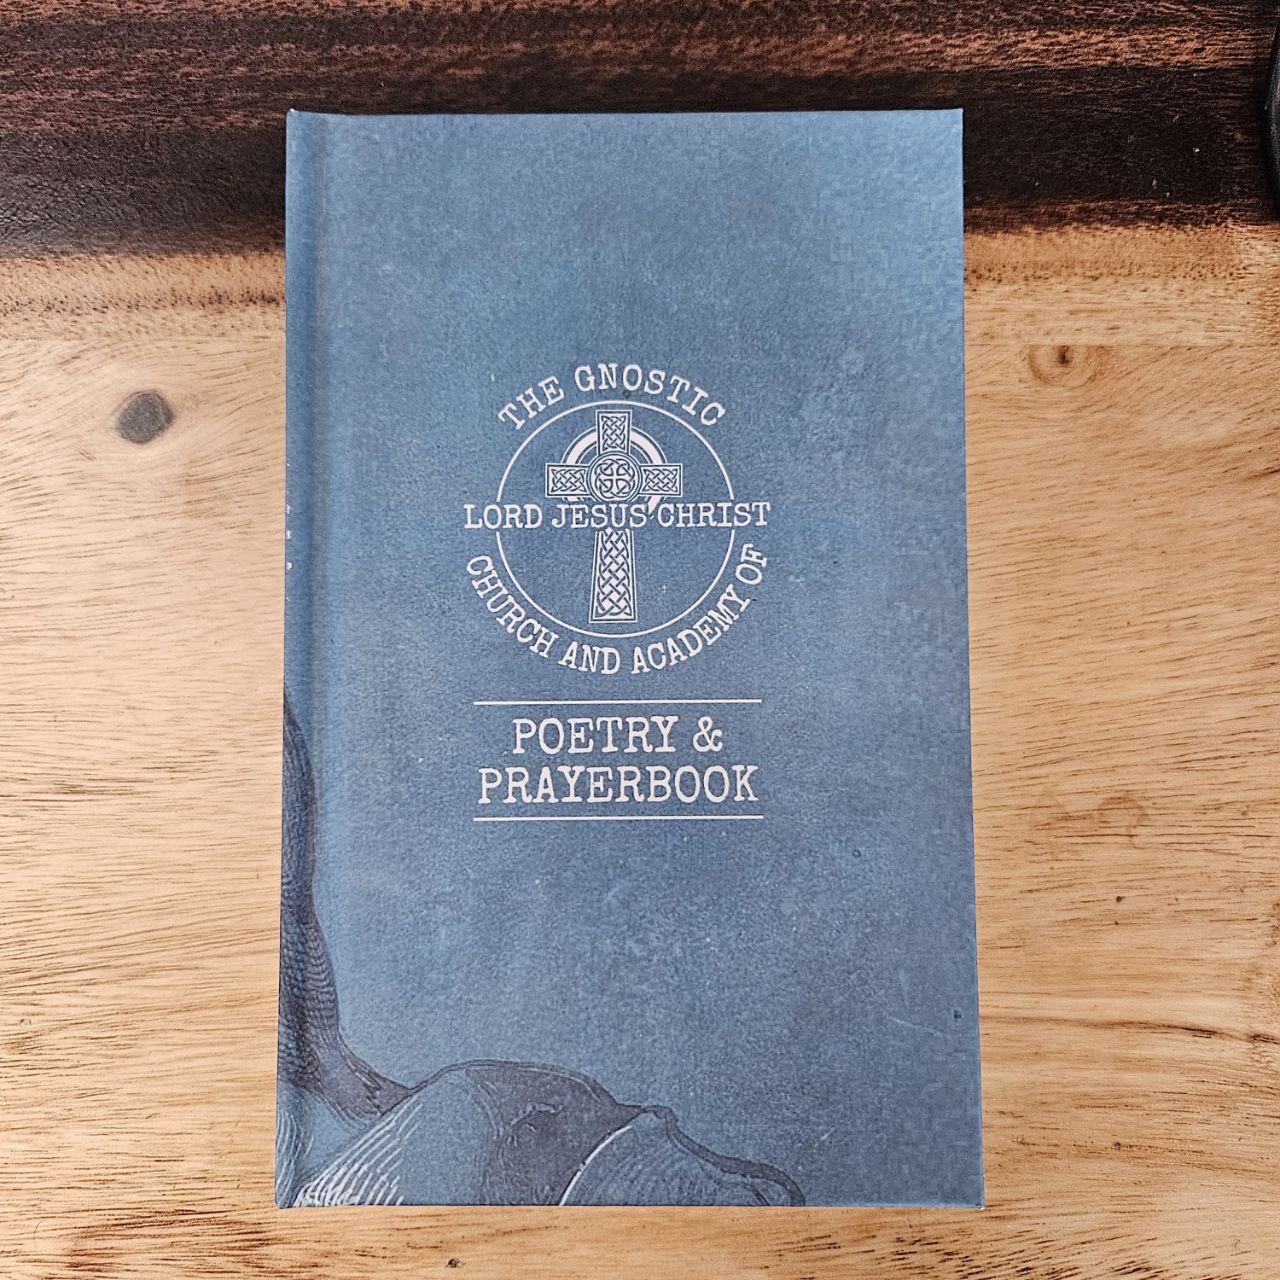 THE GNOSTIC
LORD JESUS CHRIST
CHURCH AND ACADEMY OF
POETRY &
PRAYERBOOK